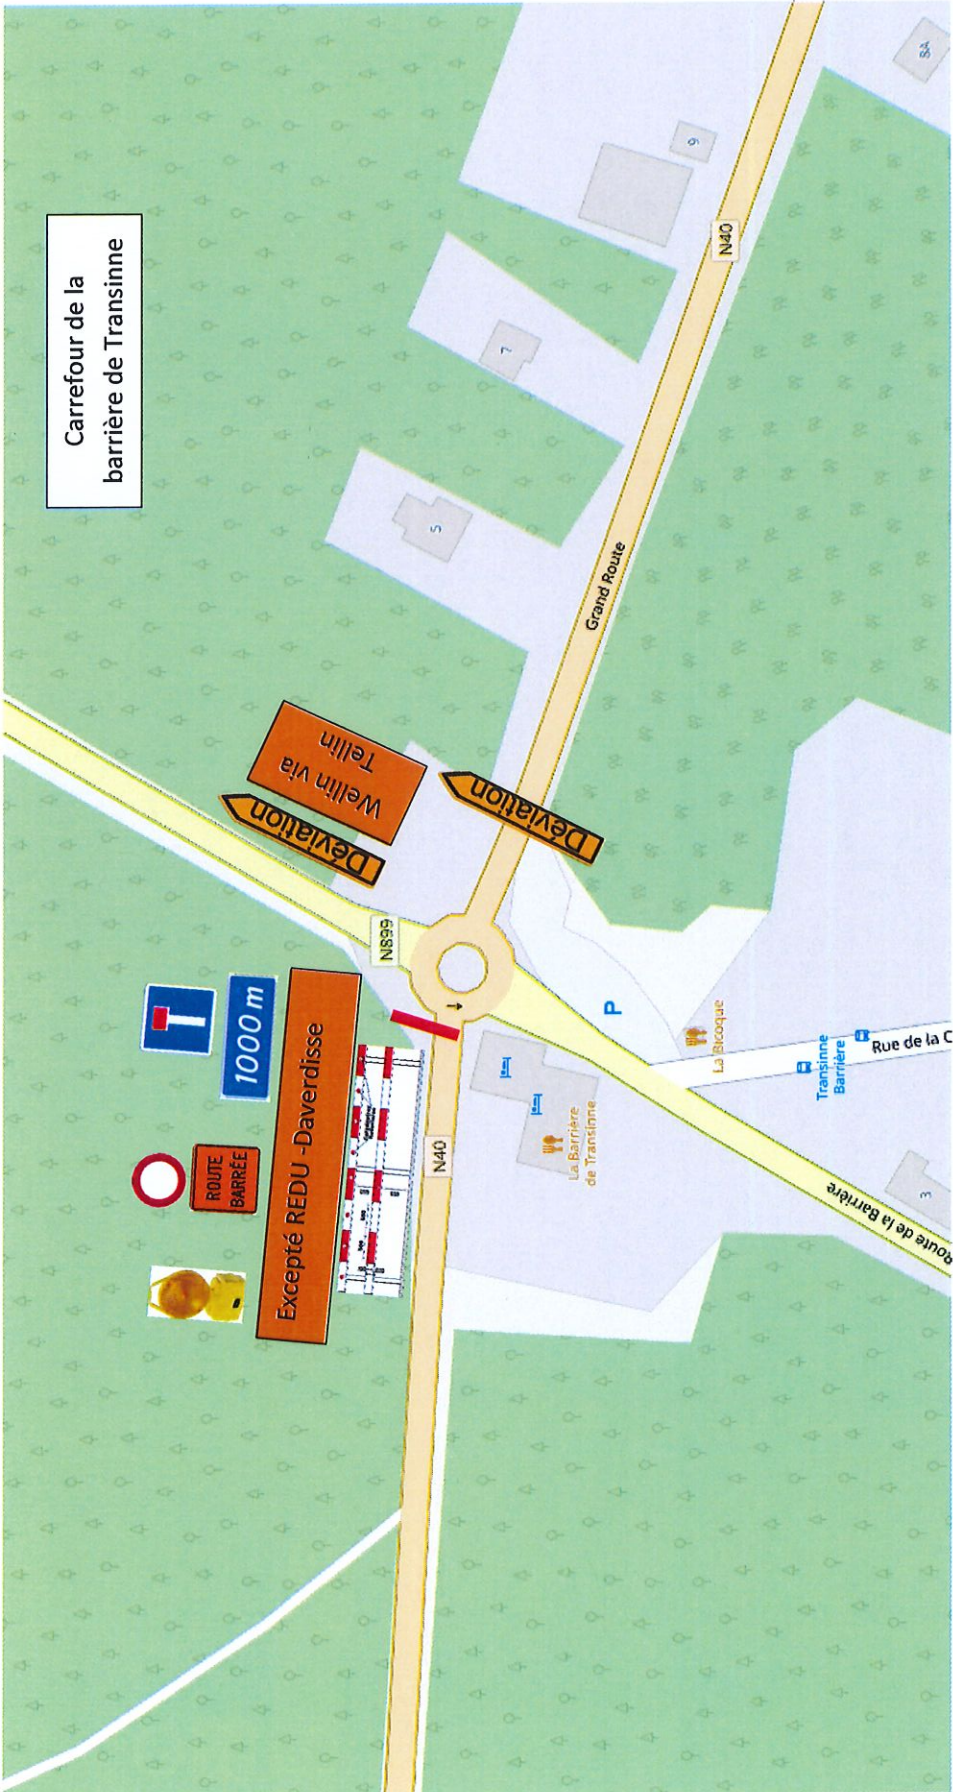 Carrefour de la
barrière de Transinne
1000 m
ROUTE
BARRÉE
Excepté REDU -Daverdisse
Déviation
Wellin via
Tellin
Déviation
N899
N40
N40
Grand Route
5
7
9
8A
P
La Bicoque
La Barrière
de Transinne
Transinne
Barrière
Rue de la C
Route de la Barrière
3